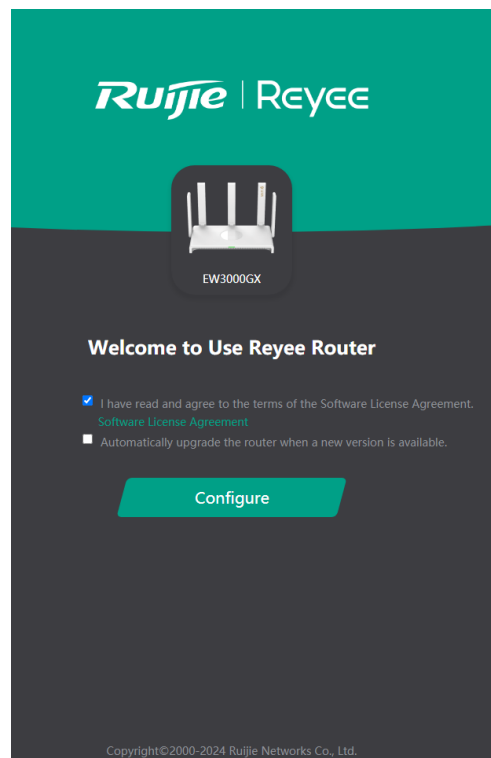 Ruijie | Reyee
EW3000GX
Welcome to Use Reyee Router
I have read and agree to the terms of the Software License Agreement.
Software License Agreement
Automatically upgrade the router when a new version is available.
Configure
Copyright©2000-2024 Ruijie Networks Co., Ltd.